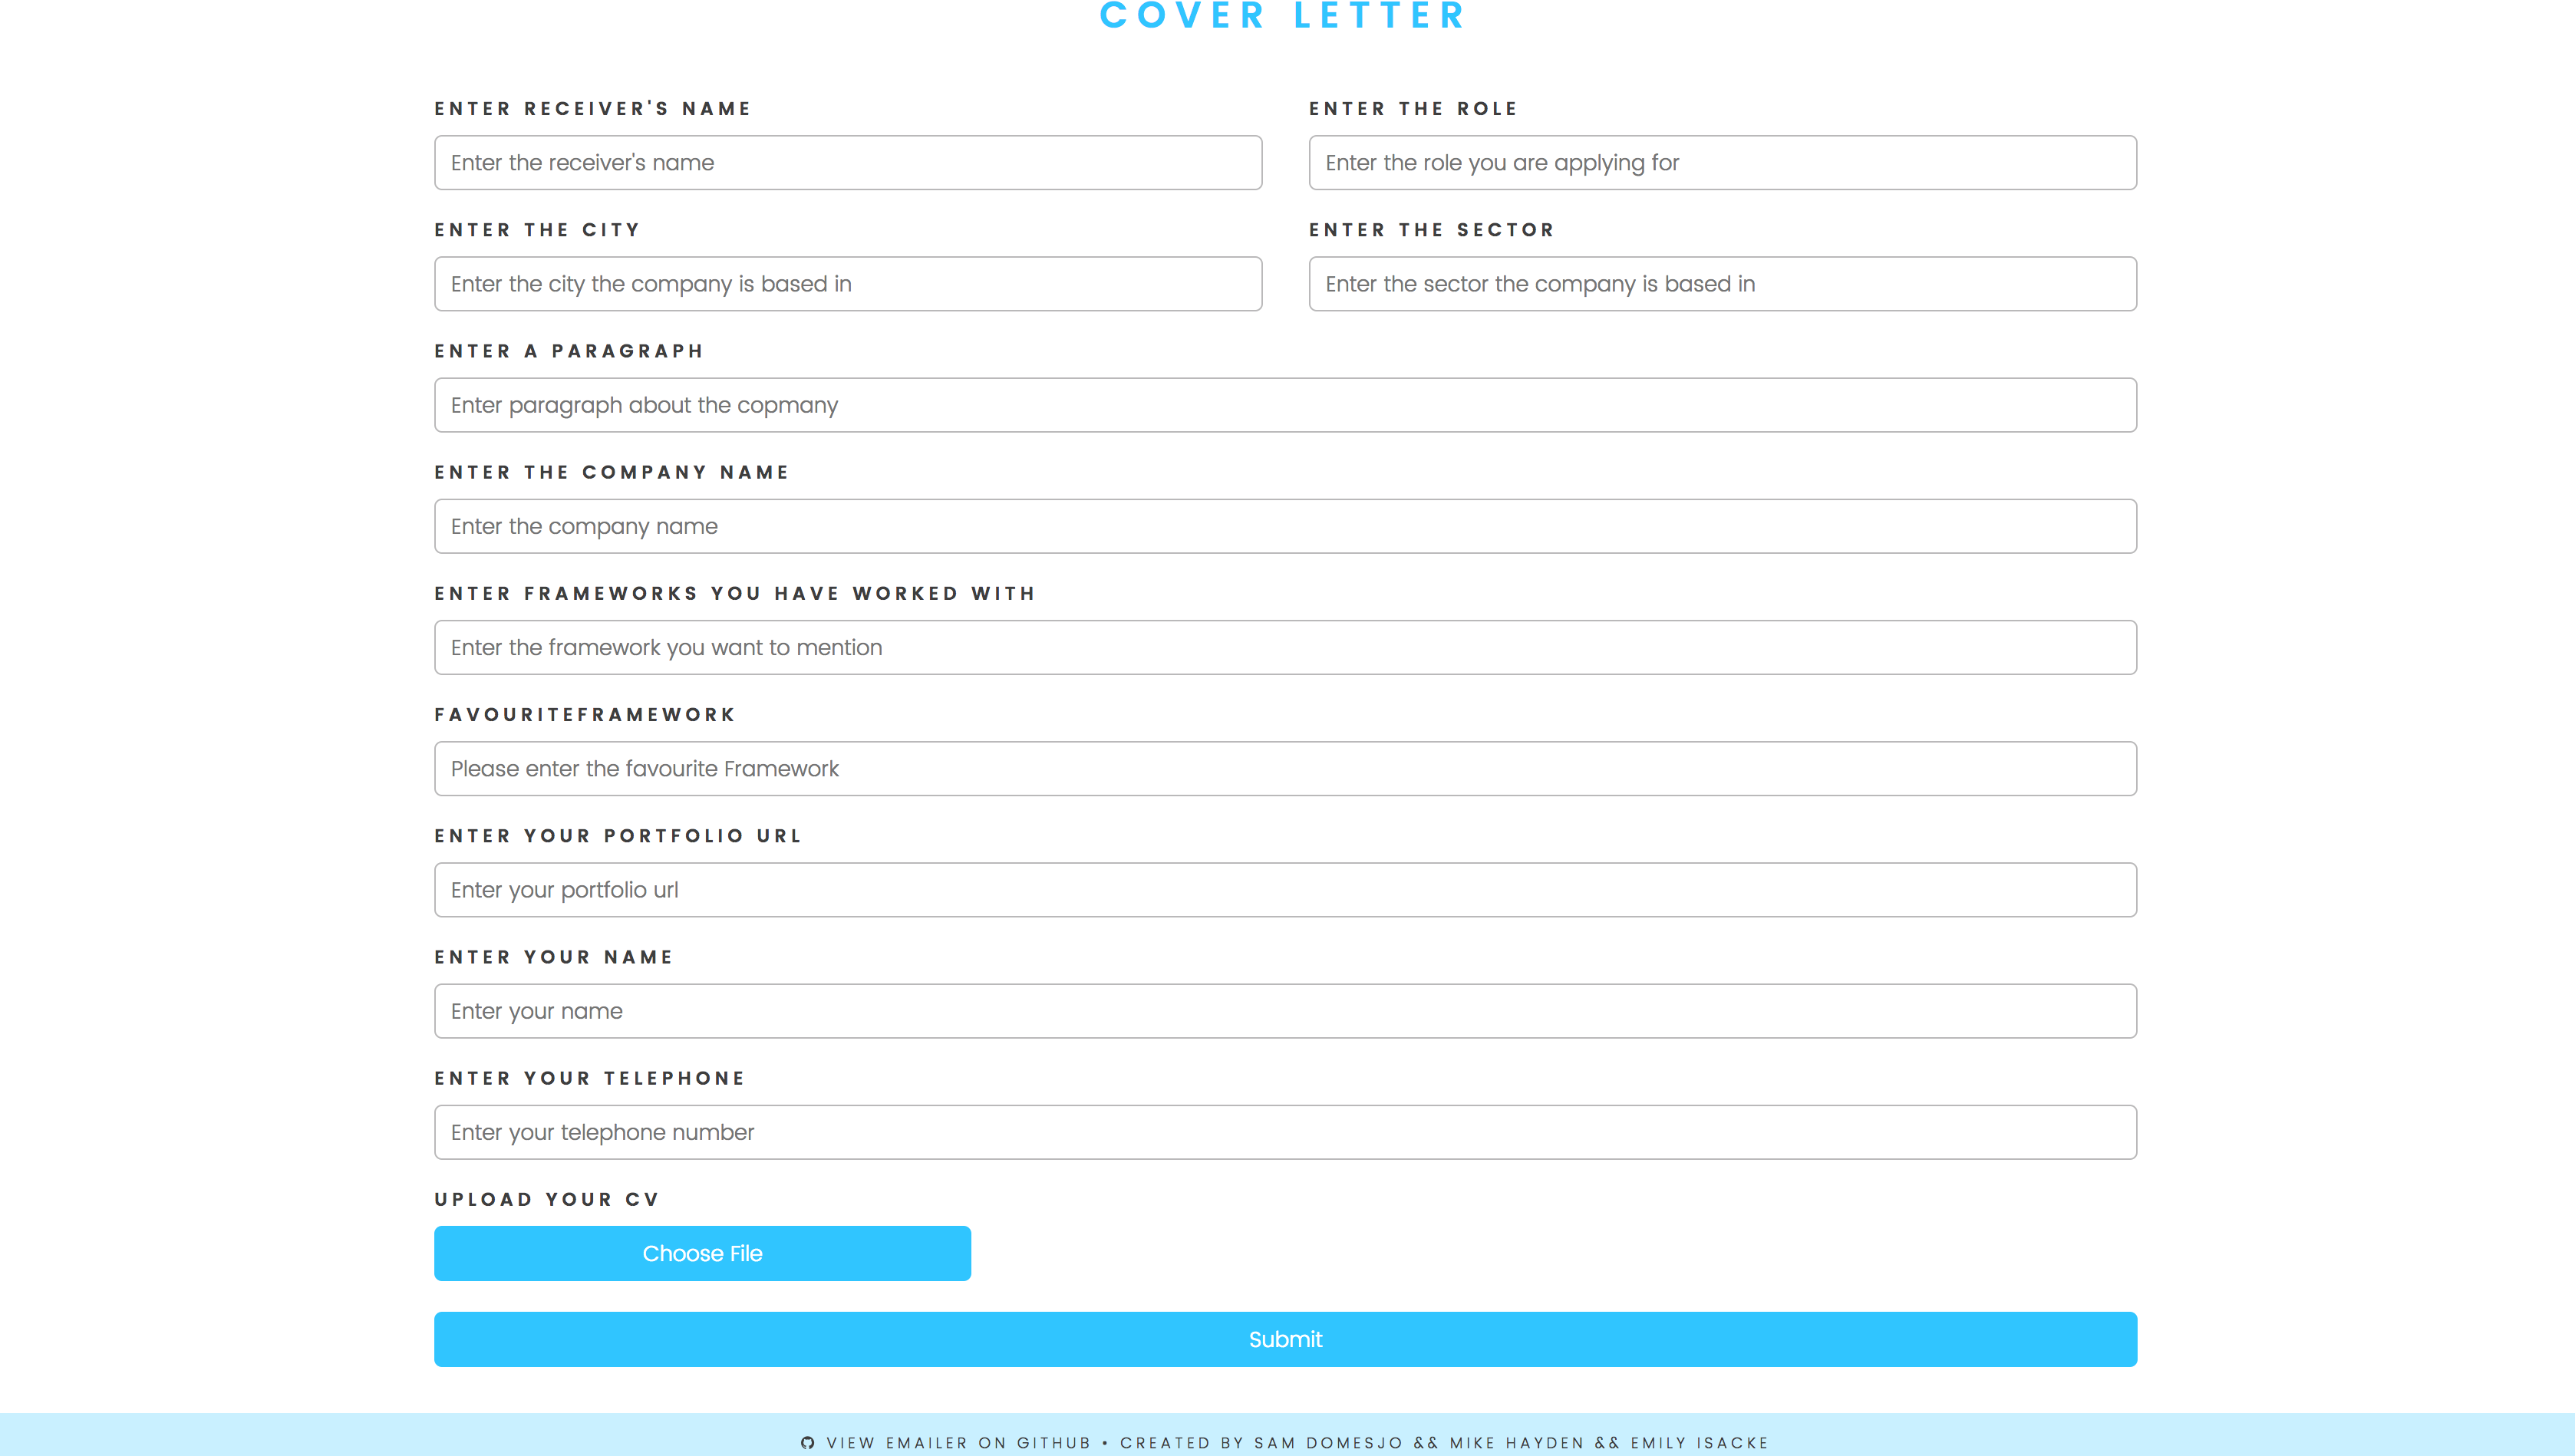 COVER LETTER
ENTER RECEIVER'S NAME
Enter the receiver's name
ENTER THE ROLE
Enter the role you are applying for
ENTER THE CITY
Enter the city the company is based in
ENTER THE SECTOR
Enter the sector the company is based in
ENTER A PARAGRAPH
Enter paragraph about the copmany
ENTER THE COMPANY NAME
Enter the company name
ENTER FRAMEWORKS YOU HAVE WORKED WITH
Enter the framework you want to mention
FAVOURITEFRAMEWORK
Please enter the favourite Framework
ENTER YOUR PORTFOLIO URL
Enter your portfolio url
ENTER YOUR NAME
Enter your name
ENTER YOUR TELEPHONE
Enter your telephone number
UPLOAD YOUR CV
Choose File
Submit
VIEW EMAILER ON GITHUB • CREATED BY SAM DOMESJO && MIKE HAYDEN && EMILY ISACKE